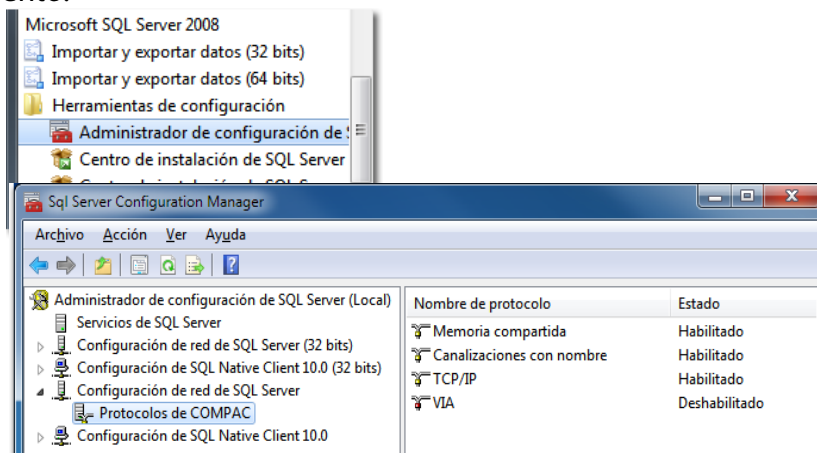 Microsoft SQL Server 2008
Importar y exportar datos (32 bits)
Importar y exportar datos (64 bits)
Herramientas de configuración
Administrador de configuración de
Centro de instalación de SQL Server
Sql Server Configuration Manager
Archivo Acción Ver Ayuda
Administrador de configuración de SQL Server (Local)
Servicios de SQL Server
Configuración de red de SQL Server (32 bits)
Configuración de SQL Native Client 10.0 (32 bits)
Configuración de red de SQL Server
Protocolos de COMPAC
Configuración de SQL Native Client 10.0
Nombre de protocolo Estado
Memoria compartida Habilitado
Canalizaciones con nombre Habilitado
TCP/IP Habilitado
VIA Deshabilitado